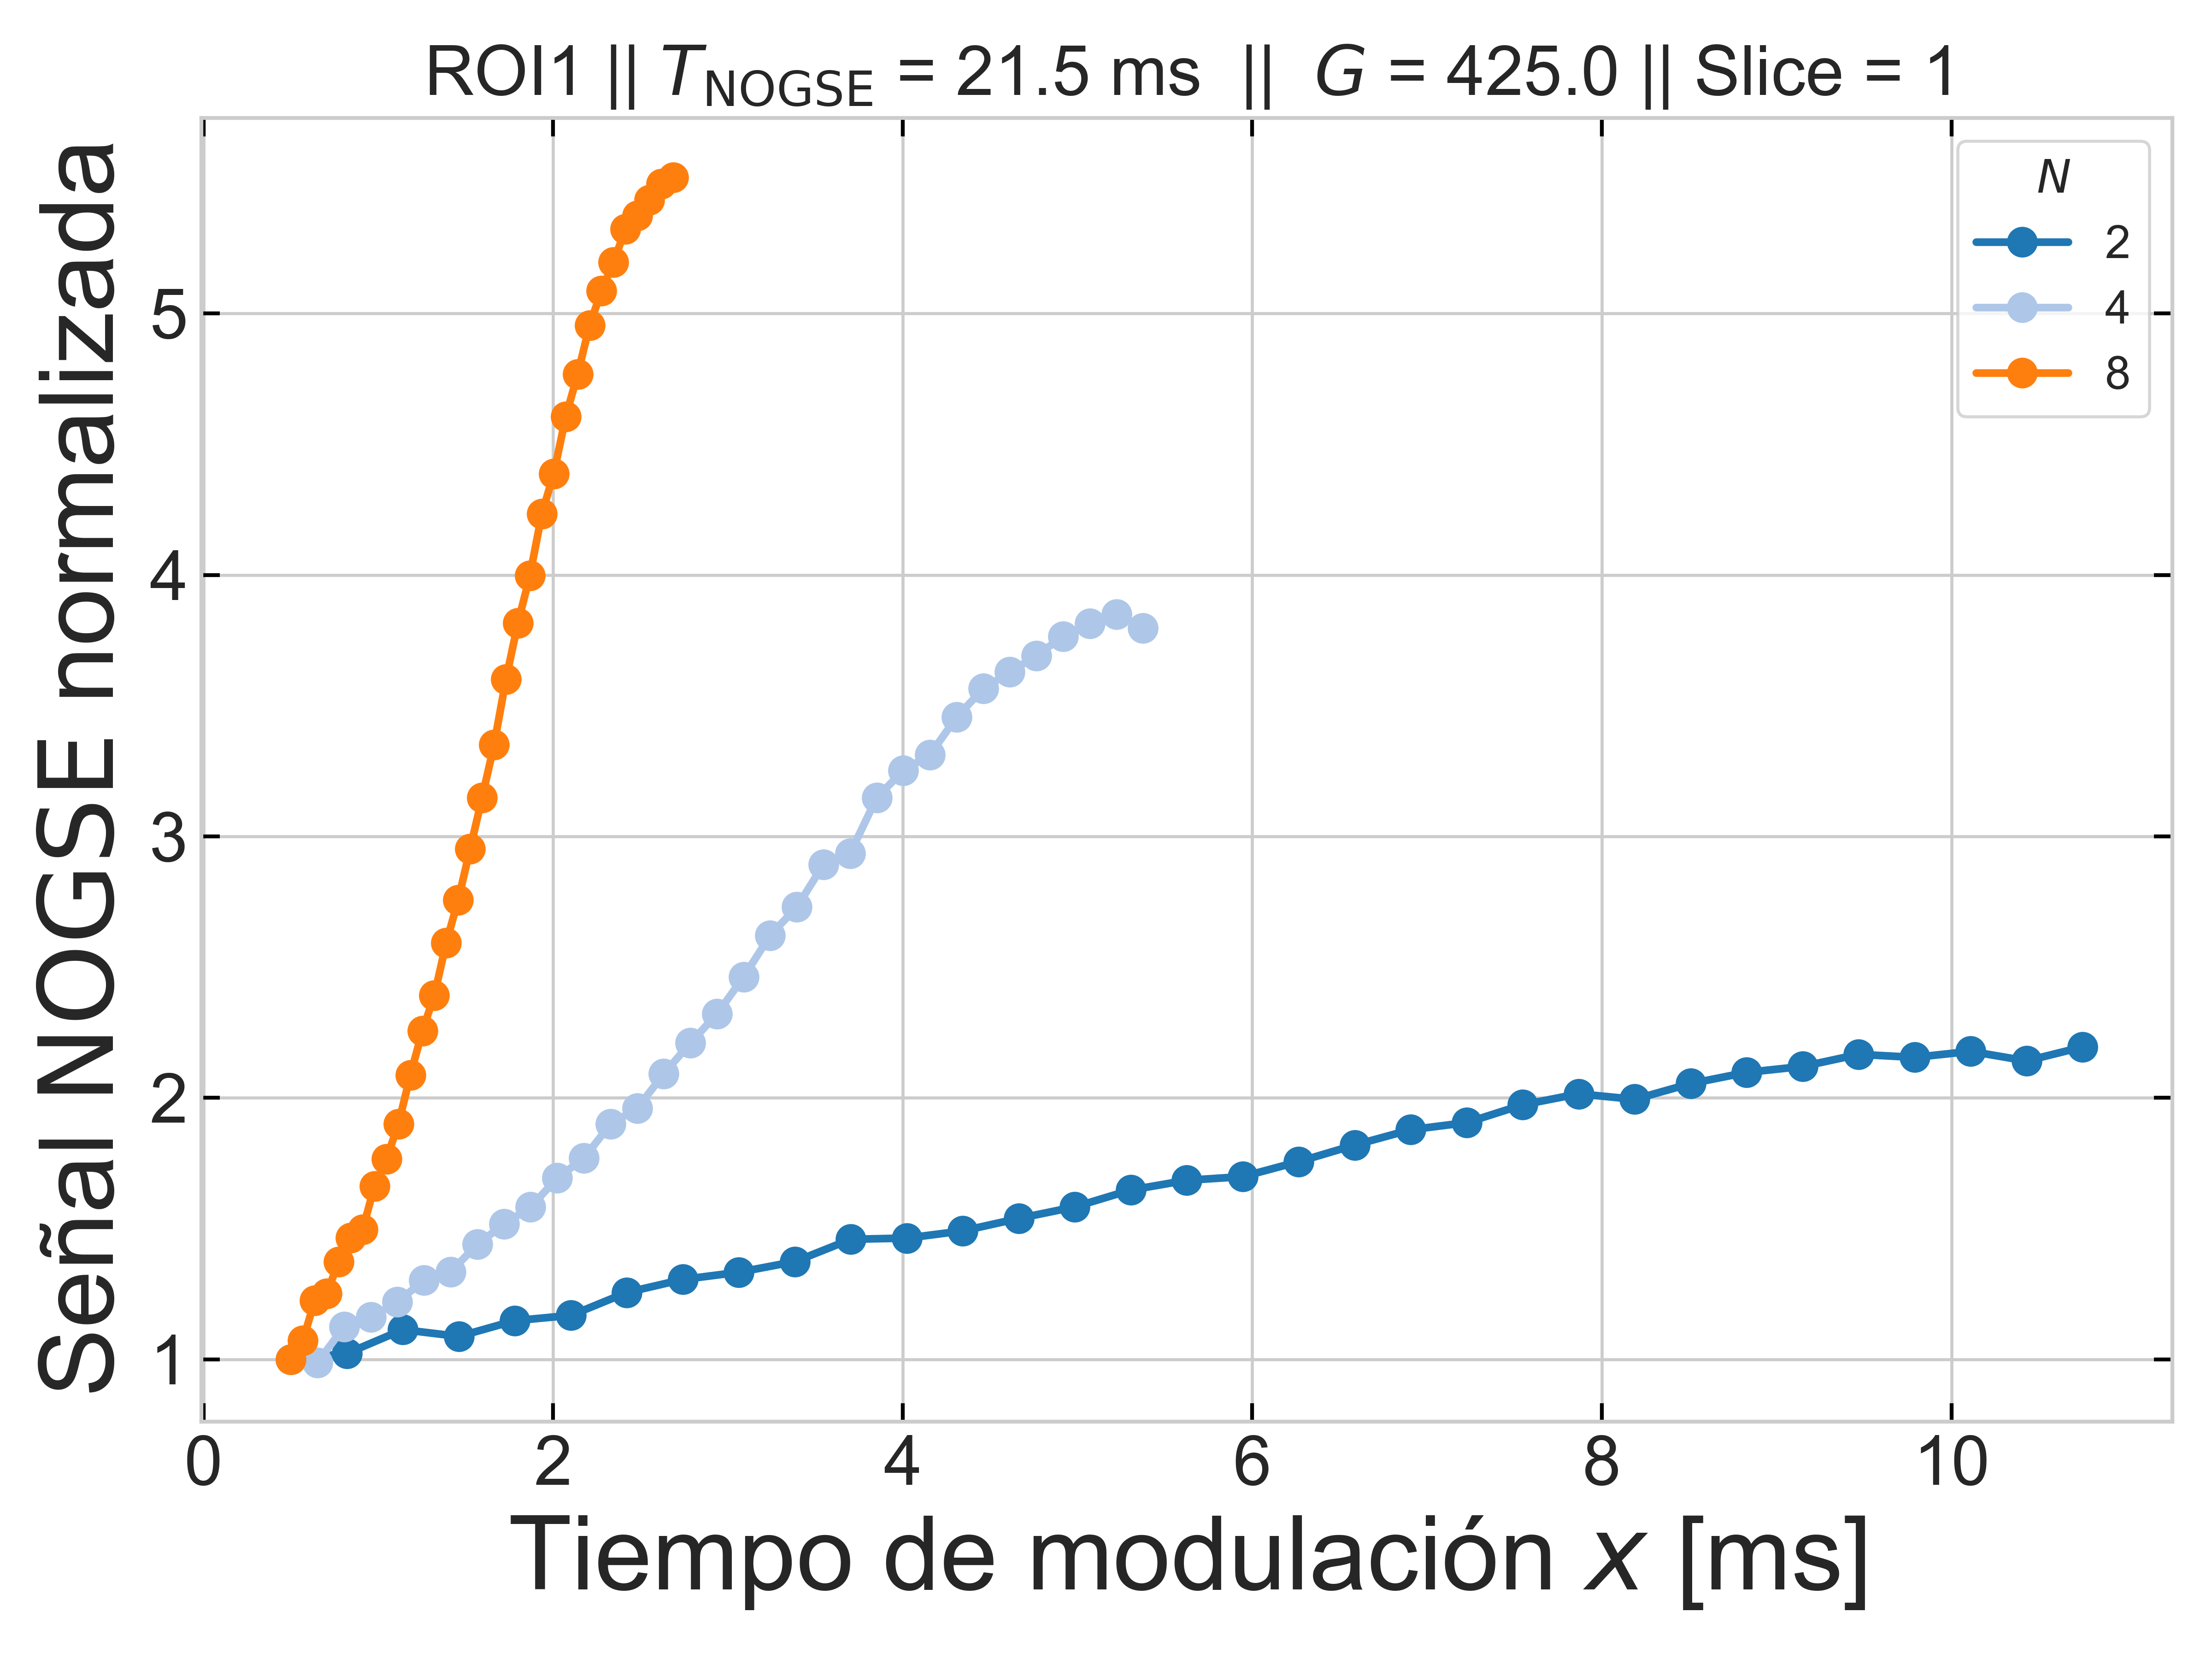 ROI1 || T_NOGSE = 21.5 ms || G = 425.0 || Slice = 1
Señal NOGSE normalizada
5
4
3
2
1
N
2
4
8
0 2 4 6 8 10
Tiempo de modulación x [ms]